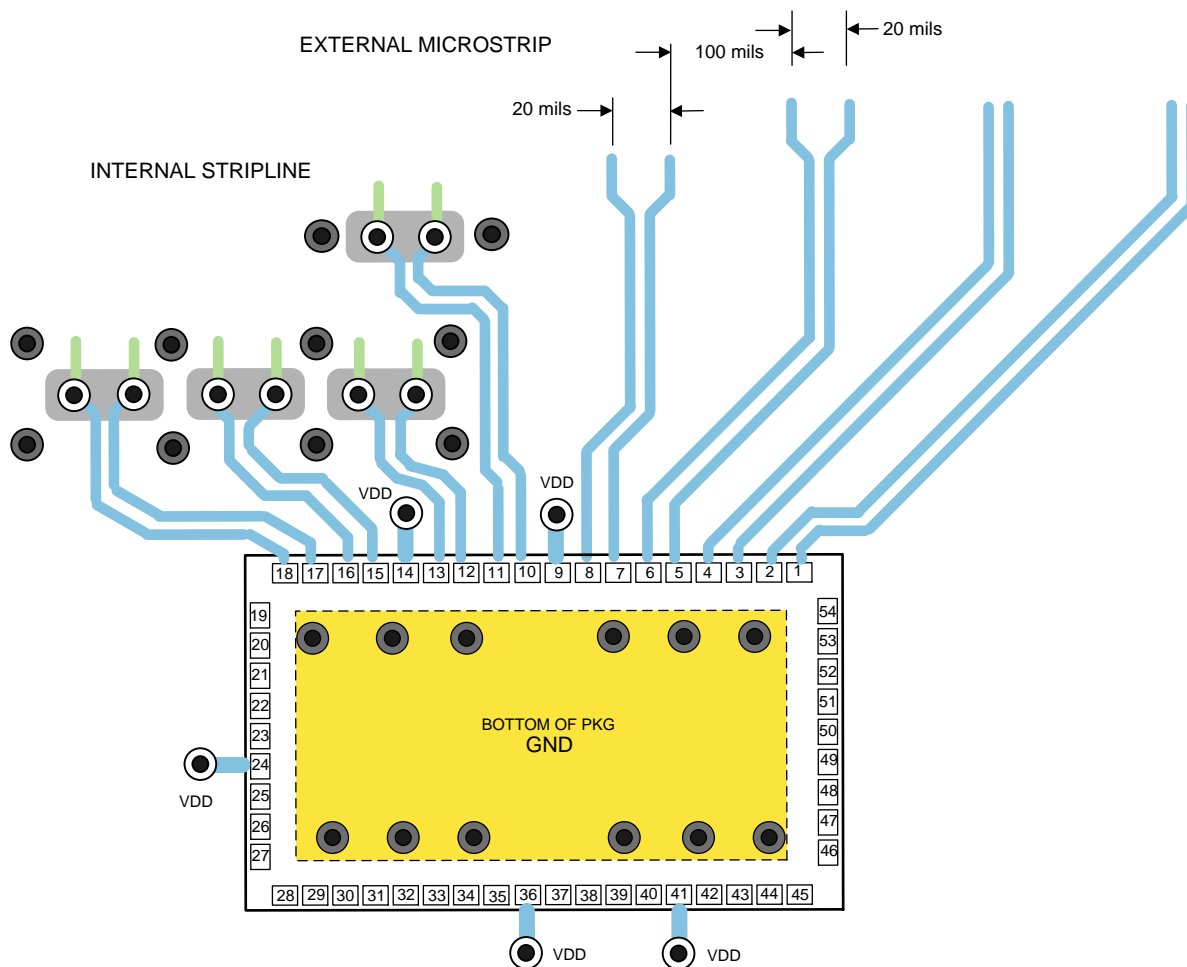 EXTERNAL MICROSTRIP
20 mils
100 mils
20 mils
INTERNAL STRIPLINE
VDD
VDD
18 17 16 15 14 13 12 11 10 9 8 7 6 5 4 3 2 1
19
20
21
22
23
24
25
26
27
VDD
BOTTOM OF PKG
GND
54
53
52
51
50
49
48
47
46
28 29 30 31 32 33 34 35 36 37 38 39 40 41 42 43 44 45
VDD
VDD